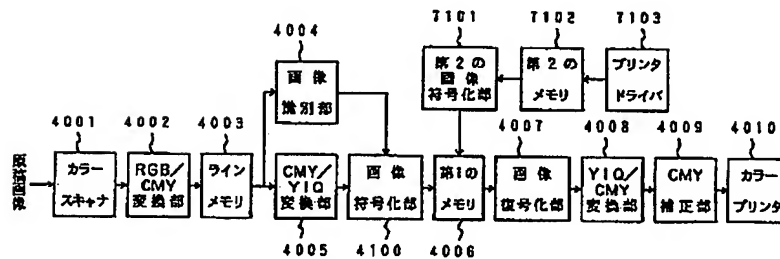 4004
7101
7102
7103
画像
識別部
第2の
画像
符号化部
第2の
メモリ
プリンタ
ドライバ
4001
4002
4003
4007
4008
4009
4010
カラー
スキャナ
RGB/
CMY
変換部
ライン
メモリ
CMY/
YIQ
変換部
画像
符号化部
第1の
メモリ
画像
復号化部
YIQ/
CMY
変換部
CMY
補正部
カラー
プリンタ
4005
4100
4006